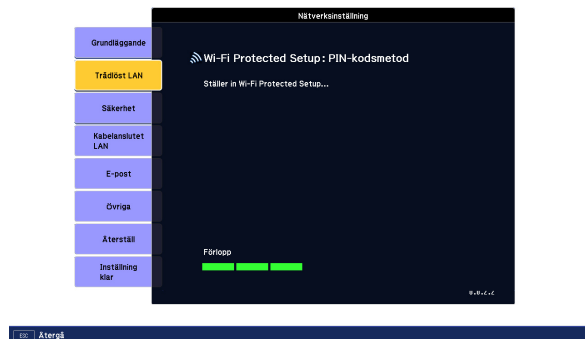 Nätverksinställning
Grundläggande
Trådlöst LAN
Säkerhet
Kabelanslutet
LAN
E-post
Övriga
Återställ
Inställning
klar
Wi-Fi Protected Setup: PIN-kodsmetod
Ställer in Wi-Fi Protected Setup...
Förlopp
ESC Återgå